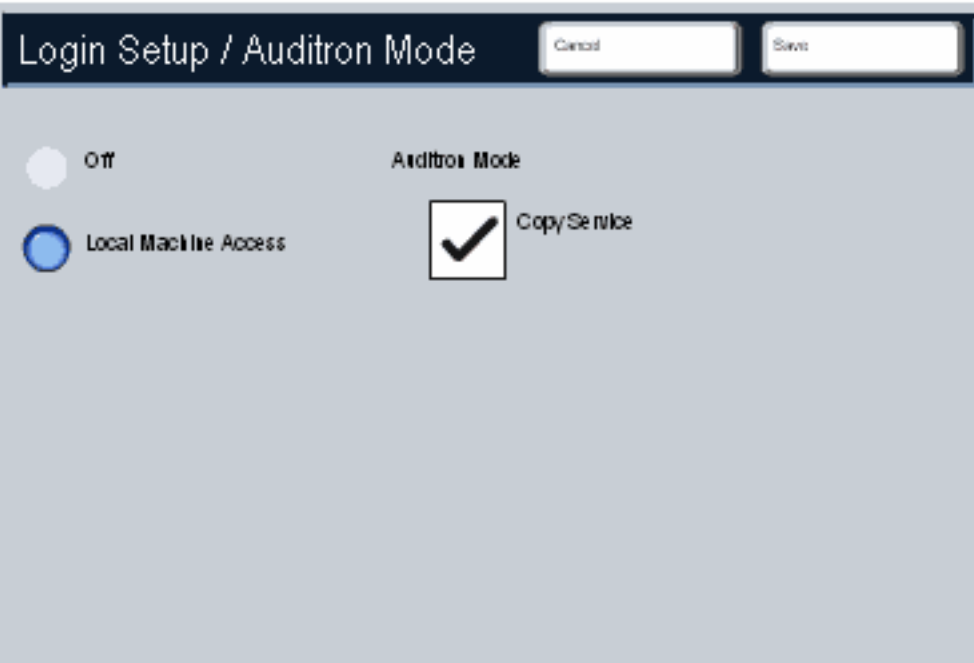 Login Setup / Auditron Mode
Cancel
Save
Off
Auditron Mode
Copy Service
Local Machine Access